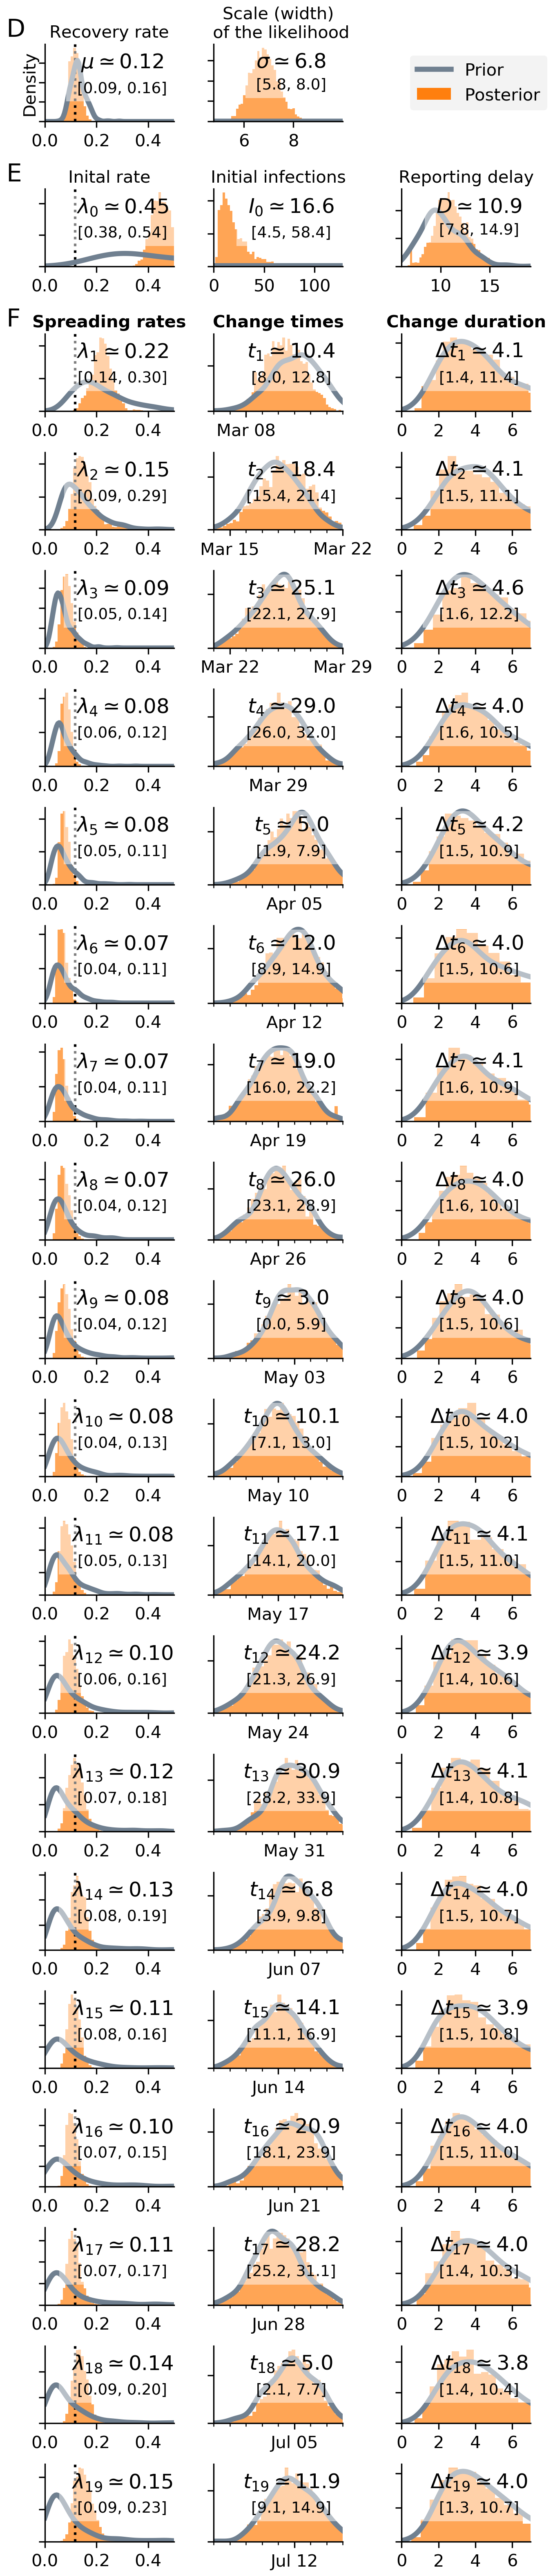 D
Recovery rate
Scale (width)
of the likelihood
Density
μ ≃ 0.12
[0.09, 0.16]
σ ≃ 6.8
[5.8, 8.0]
Prior
Posterior
0.0 0.2 0.4
6 8
E
Inital rate
Initial infections
Reporting delay
λ0 ≃ 0.45
[0.38, 0.54]
I0 ≃ 16.6
[4.5, 58.4]
D ≃ 10.9
[7.8, 14.9]
0.0 0.2 0.4
0 50 100
10 15
F
Spreading rates
Change times
Change duration
λ1 ≃ 0.22
[0.14, 0.30]
t1 ≃ 10.4
[8.0, 12.8]
Δt1 ≃ 4.1
[1.4, 11.4]
0.0 0.2 0.4
Mar 08
0 2 4 6
λ2 ≃ 0.15
[0.09, 0.29]
t2 ≃ 18.4
[15.4, 21.4]
Δt2 ≃ 4.1
[1.5, 11.1]
0.0 0.2 0.4
Mar 15 Mar 22
0 2 4 6
λ3 ≃ 0.09
[0.05, 0.14]
t3 ≃ 25.1
[22.1, 27.9]
Δt3 ≃ 4.6
[1.6, 12.2]
0.0 0.2 0.4
Mar 22 Mar 29
0 2 4 6
λ4 ≃ 0.08
[0.06, 0.12]
t4 ≃ 29.0
[26.0, 32.0]
Δt4 ≃ 4.0
[1.6, 10.5]
0.0 0.2 0.4
Mar 29
0 2 4 6
λ5 ≃ 0.08
[0.05, 0.11]
t5 ≃ 5.0
[1.9, 7.9]
Δt5 ≃ 4.2
[1.5, 10.9]
0.0 0.2 0.4
Apr 05
0 2 4 6
λ6 ≃ 0.07
[0.04, 0.11]
t6 ≃ 12.0
[8.9, 14.9]
Δt6 ≃ 4.0
[1.5, 10.6]
0.0 0.2 0.4
Apr 12
0 2 4 6
λ7 ≃ 0.07
[0.04, 0.11]
t7 ≃ 19.0
[16.0, 22.2]
Δt7 ≃ 4.1
[1.6, 10.9]
0.0 0.2 0.4
Apr 19
0 2 4 6
λ8 ≃ 0.07
[0.04, 0.12]
t8 ≃ 26.0
[23.1, 28.9]
Δt8 ≃ 4.0
[1.6, 10.0]
0.0 0.2 0.4
Apr 26
0 2 4 6
λ9 ≃ 0.08
[0.04, 0.12]
t9 ≃ 3.0
[0.0, 5.9]
Δt9 ≃ 4.0
[1.5, 10.6]
0.0 0.2 0.4
May 03
0 2 4 6
λ10 ≃ 0.08
[0.04, 0.13]
t10 ≃ 10.1
[7.1, 13.0]
Δt10 ≃ 4.0
[1.5, 10.2]
0.0 0.2 0.4
May 10
0 2 4 6
λ11 ≃ 0.08
[0.05, 0.13]
t11 ≃ 17.1
[14.1, 20.0]
Δt11 ≃ 4.1
[1.5, 11.0]
0.0 0.2 0.4
May 17
0 2 4 6
λ12 ≃ 0.10
[0.06, 0.16]
t12 ≃ 24.2
[21.3, 26.9]
Δt12 ≃ 3.9
[1.4, 10.6]
0.0 0.2 0.4
May 24
0 2 4 6
λ13 ≃ 0.12
[0.07, 0.18]
t13 ≃ 30.9
[28.2, 33.9]
Δt13 ≃ 4.1
[1.4, 10.8]
0.0 0.2 0.4
May 31
0 2 4 6
λ14 ≃ 0.13
[0.08, 0.19]
t14 ≃ 6.8
[3.9, 9.8]
Δt14 ≃ 4.0
[1.5, 10.7]
0.0 0.2 0.4
Jun 07
0 2 4 6
λ15 ≃ 0.11
[0.08, 0.16]
t15 ≃ 14.1
[11.1, 16.9]
Δt15 ≃ 3.9
[1.5, 10.8]
0.0 0.2 0.4
Jun 14
0 2 4 6
λ16 ≃ 0.10
[0.07, 0.15]
t16 ≃ 20.9
[18.1, 23.9]
Δt16 ≃ 4.0
[1.5, 11.0]
0.0 0.2 0.4
Jun 21
0 2 4 6
λ17 ≃ 0.11
[0.07, 0.17]
t17 ≃ 28.2
[25.2, 31.1]
Δt17 ≃ 4.0
[1.4, 10.3]
0.0 0.2 0.4
Jun 28
0 2 4 6
λ18 ≃ 0.14
[0.09, 0.20]
t18 ≃ 5.0
[2.1, 7.7]
Δt18 ≃ 3.8
[1.4, 10.4]
0.0 0.2 0.4
Jul 05
0 2 4 6
λ19 ≃ 0.15
[0.09, 0.23]
t19 ≃ 11.9
[9.1, 14.9]
Δt19 ≃ 4.0
[1.3, 10.7]
0.0 0.2 0.4
Jul 12
0 2 4 6